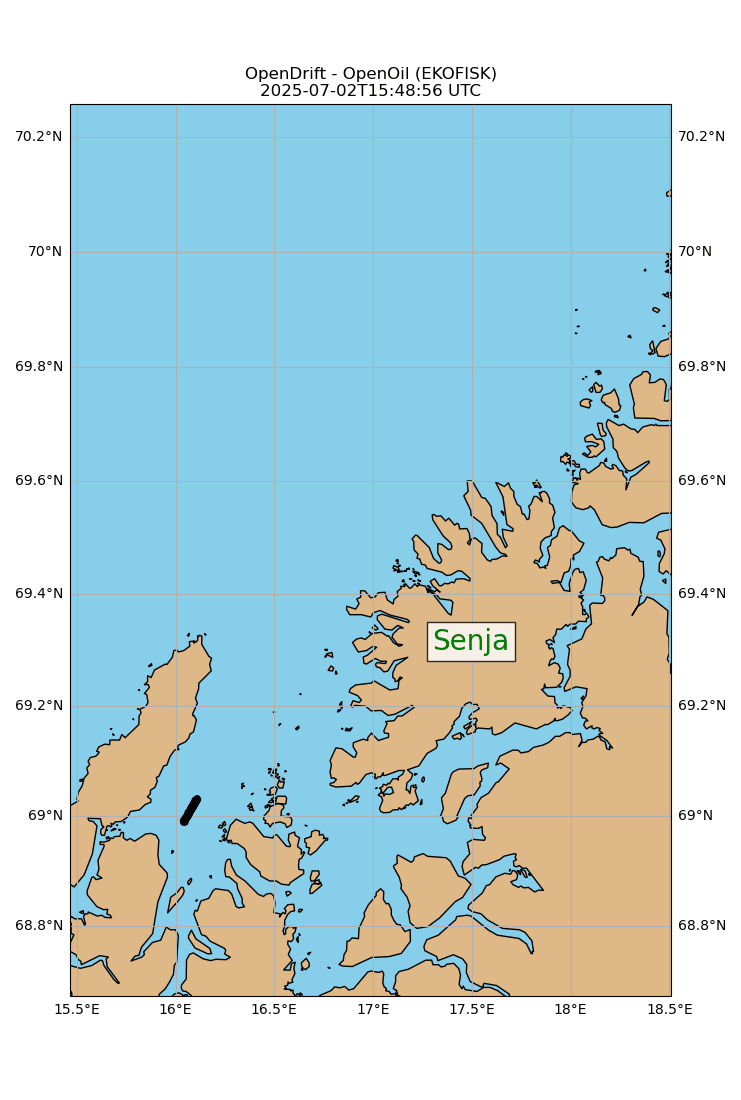 OpenDrift - OpenOil (EKOFISK)
2025-07-02T15:48:56 UTC
70.2°N 70.2°N
70°N 70°N
69.8°N 69.8°N
69.6°N 69.6°N
69.4°N 69.4°N
Senja
69.2°N 69.2°N
69°N 69°N
68.8°N 68.8°N
15.5°E 16°E 16.5°E 17°E 17.5°E 18°E 18.5°E